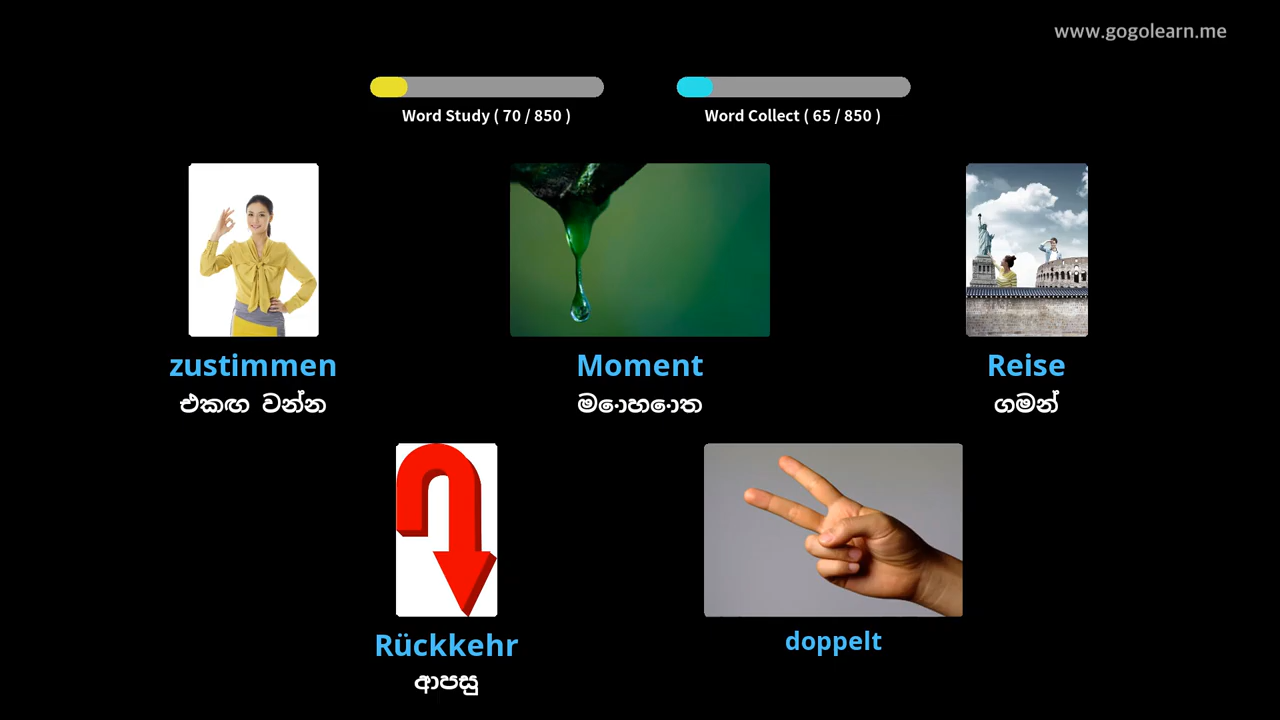 www.gogolearn.me
Word Study ( 70 / 850 )
Word Collect ( 65 / 850 )
zustimmen
එකඟ වන්න
Moment
මොහොත
Reise
ගමන්
Rückkehr
ආපසු
doppelt